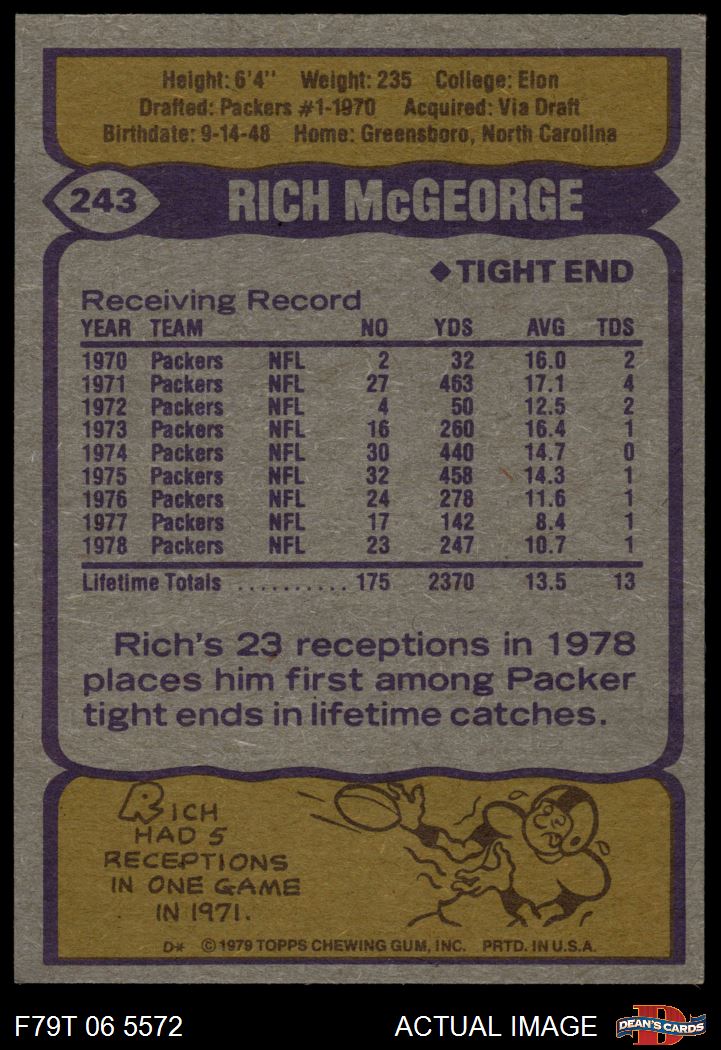 Height: 6'4" Weight: 235 College: Elon
Drafted: Packers #1-1970 Acquired: Via Draft
Birthdate: 9-14-48 Home: Greensboro, North Carolina
243 RICH McGEORGE
◆TIGHT END
Receiving Record
YEAR TEAM NO YDS AVG TDS
1970 Packers NFL 2 32 16.0 2
1971 Packers NFL 27 463 17.1 4
1972 Packers NFL 4 50 12.5 2
1973 Packers NFL 16 260 16.4 1
1974 Packers NFL 30 440 14.7 0
1975 Packers NFL 32 458 14.3 1
1976 Packers NFL 24 278 11.6 1
1977 Packers NFL 17 142 8.4 1
1978 Packers NFL 23 247 10.7 1
Lifetime Totals .......... 175 2370 13.5 13
Rich's 23 receptions in 1978
places him first among Packer
tight ends in lifetime catches.
RICH
HAD 5
RECEPTIONS
IN ONE GAME
IN 1971.
D* ©1979 TOPPS CHEWING GUM, INC. PRTD. IN U.S.A.
F79T 06 5572 ACTUAL IMAGE
D
DEAN'S CARDS